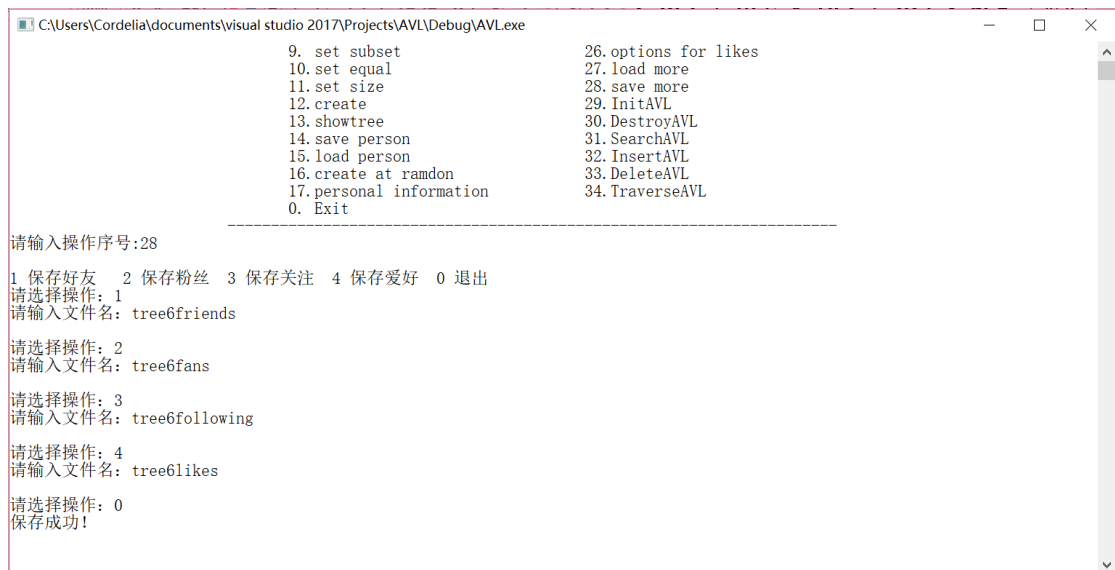 C:\Users\Cordelia\documents\visual studio 2017\Projects\AVL\Debug\AVL.exe
9. set subset 26.options for likes
10.set equal 27.load more
11.set size 28.save more
12.create 29.InitAVL
13.showtree 30.DestroyAVL
14.save person 31.SearchAVL
15.load person 32.InsertAVL
16.create at ramdon 33.DeleteAVL
17.personal information 34.TraverseAVL
0. Exit
请输入操作序号:28
1 保存好友 2 保存粉丝 3 保存关注 4 保存爱好 0 退出
请选择操作：1
请输入文件名：tree6friends
请选择操作：2
请输入文件名：tree6fans
请选择操作：3
请输入文件名：tree6following
请选择操作：4
请输入文件名：tree6likes
请选择操作：0
保存成功!